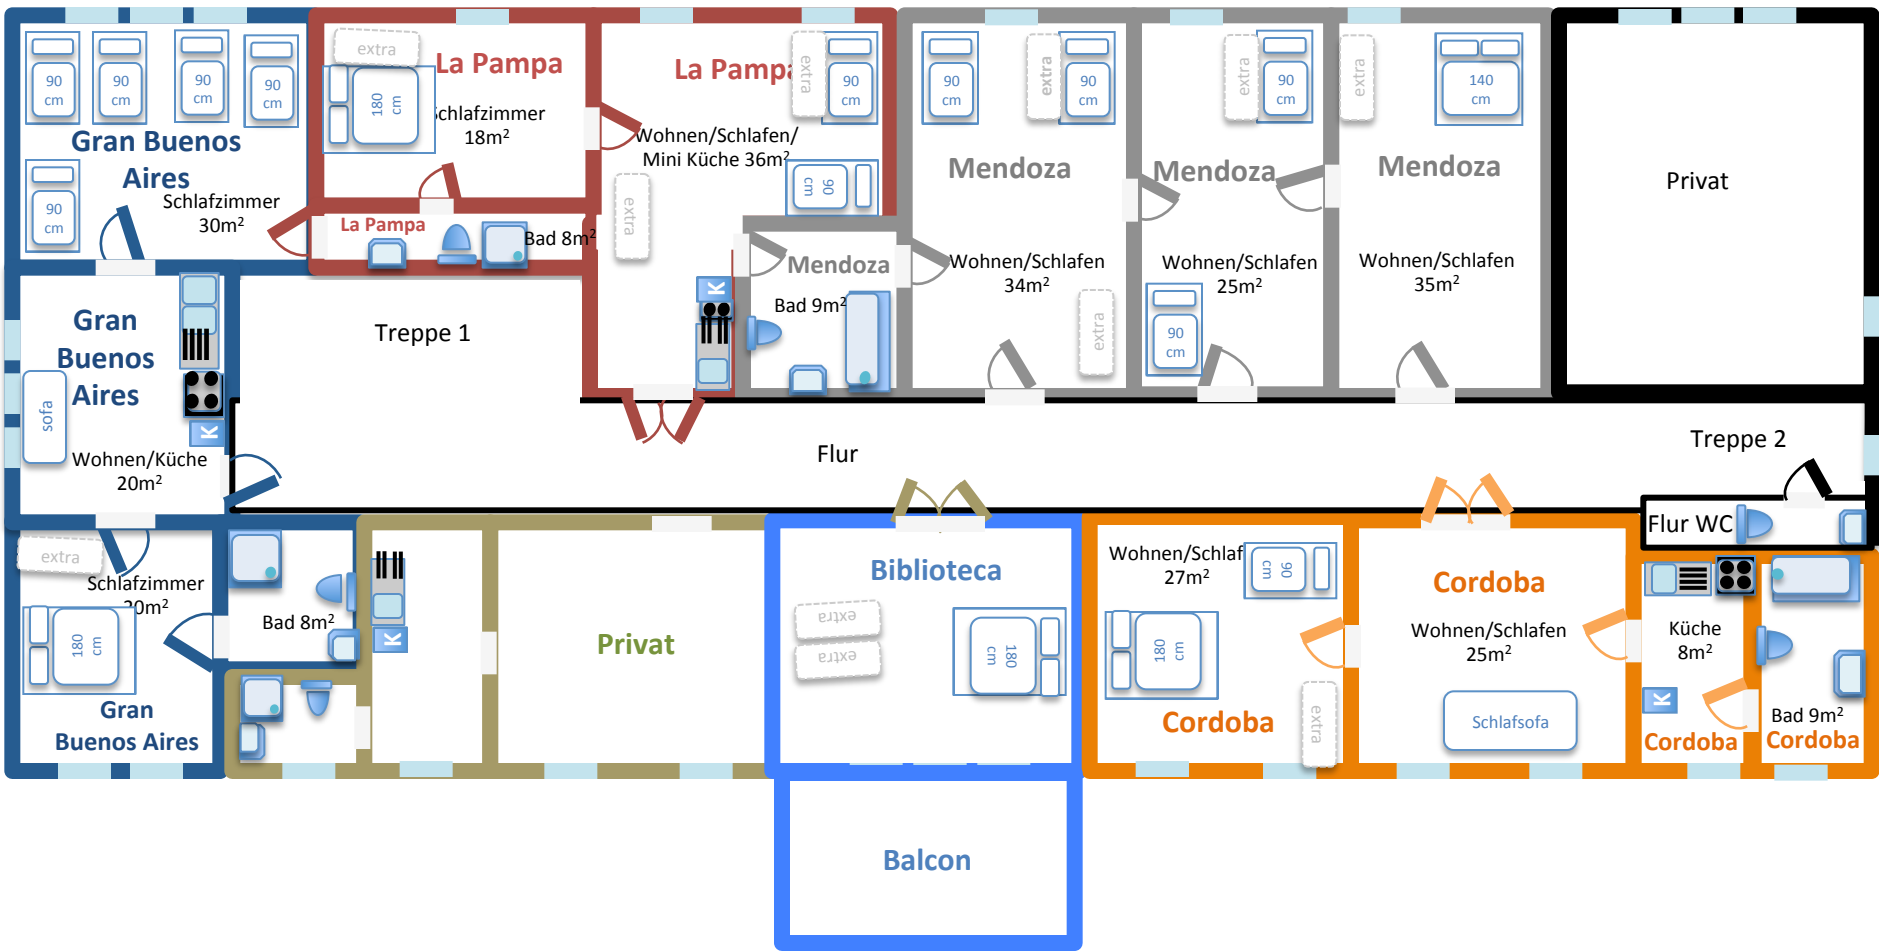 90
cm
90
cm
90
cm
90
cm
Gran Buenos
Aires
Schlafzimmer
30m²
90
cm
extra
180
cm
La Pampa
Schlafzimmer
18m²
La Pampa
Bad 8m²
La Pampa
extra
90
cm
Wohnen/Schlafen/
Mini Küche 36m²
90
cm
extra
K
90
cm
extra
90
cm
Mendoza
Wohnen/Schlafen
34m²
extra
Mendoza
Bad 9m²
extra
90
cm
Mendoza
Wohnen/Schlafen
25m²
90
cm
extra
140
cm
Mendoza
Wohnen/Schlafen
35m²
Privat
Gran
Buenos
Aires
sofa
K
Wohnen/Küche
20m²
Treppe 1
Flur
Treppe 2
Flur WC
extra
Schlafzimmer
20m²
180
cm
Gran
Buenos Aires
Bad 8m²
K
Privat
Biblioteca
extra
extra
180
cm
Balcon
Wohnen/Schlaf
27m²
90
cm
180
cm
Cordoba
extra
Cordoba
Wohnen/Schlafen
25m²
Schlafsofa
Küche
8m²
K
Cordoba
Bad 9m²
Cordoba